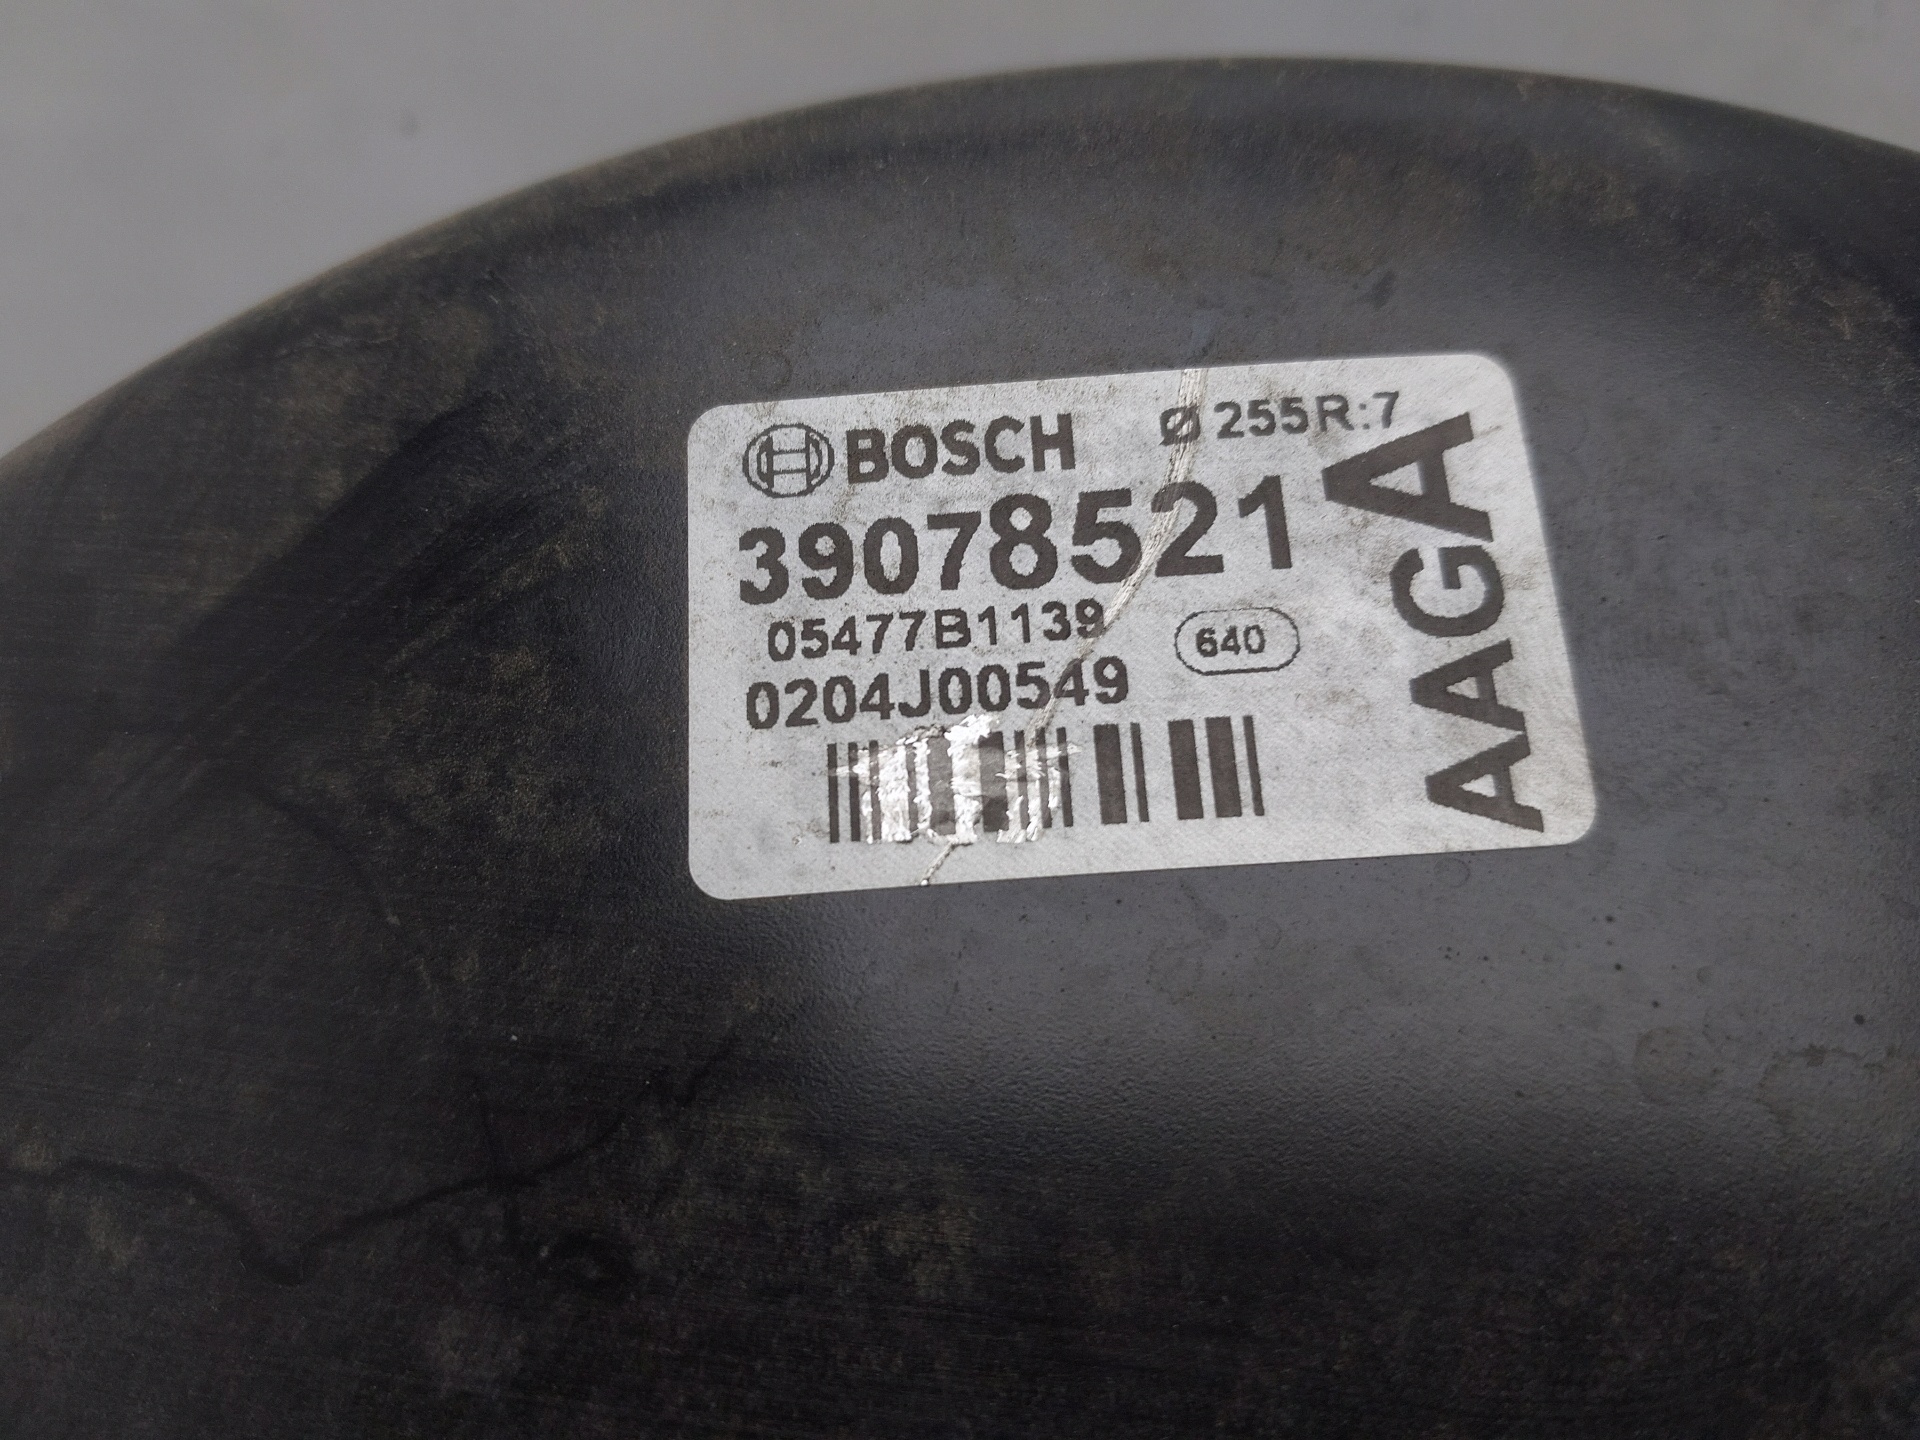 BOSCH Ø 255R:7
39078521
05477B1139
640
0204J00549
AAGA